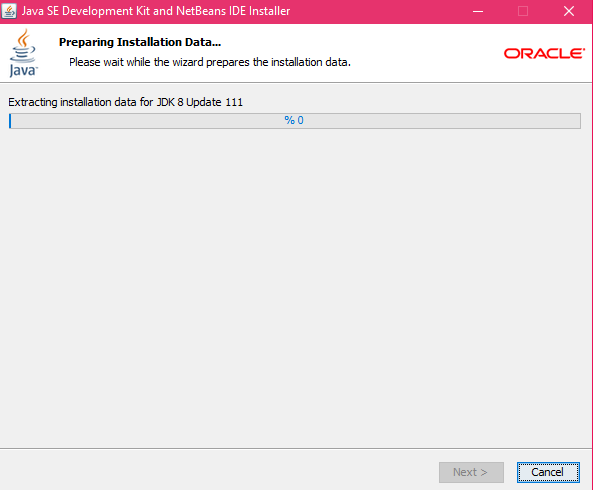 Java SE Development Kit and NetBeans IDE Installer
Preparing Installation Data...
Please wait while the wizard prepares the installation data.
Java™
ORACLE®
Extracting installation data for JDK 8 Update 111
% 0
Next >
Cancel